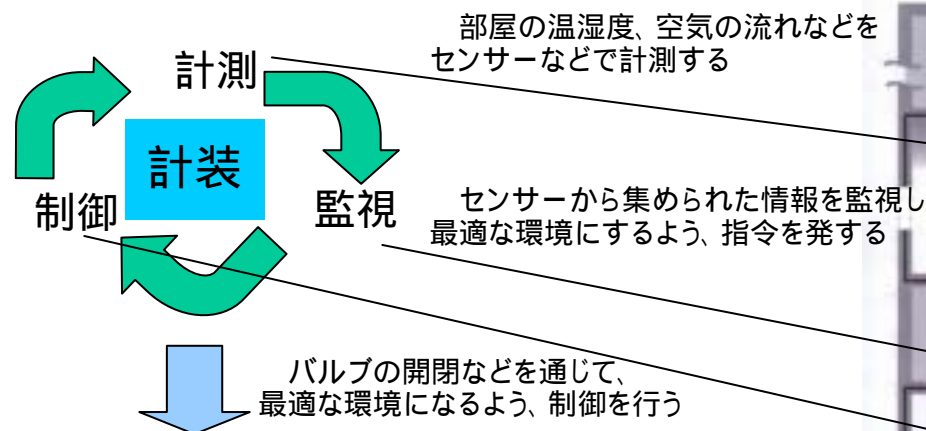 部屋の温湿度、空気の流れなどを
センサーなどで計測する
計測
計装
制御
監視
センサーから集められた情報を監視し
最適な環境にするよう、指令を発する
バルブの開閉などを通じて、
最適な環境になるよう、制御を行う